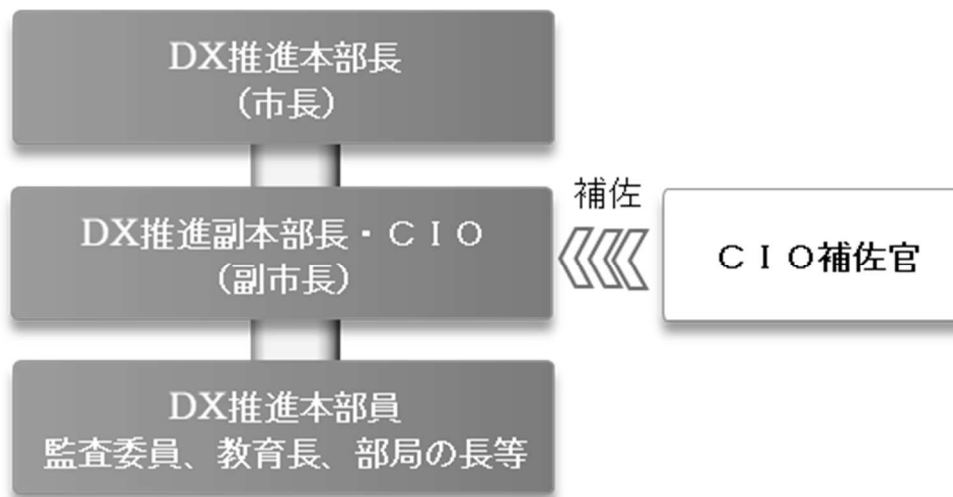 DX推進本部長
（市長）
DX推進副本部長・ＣＩＯ
（副市長）
補佐
ＣＩＯ補佐官
DX推進本部員
監査委員、教育長、部局の長等